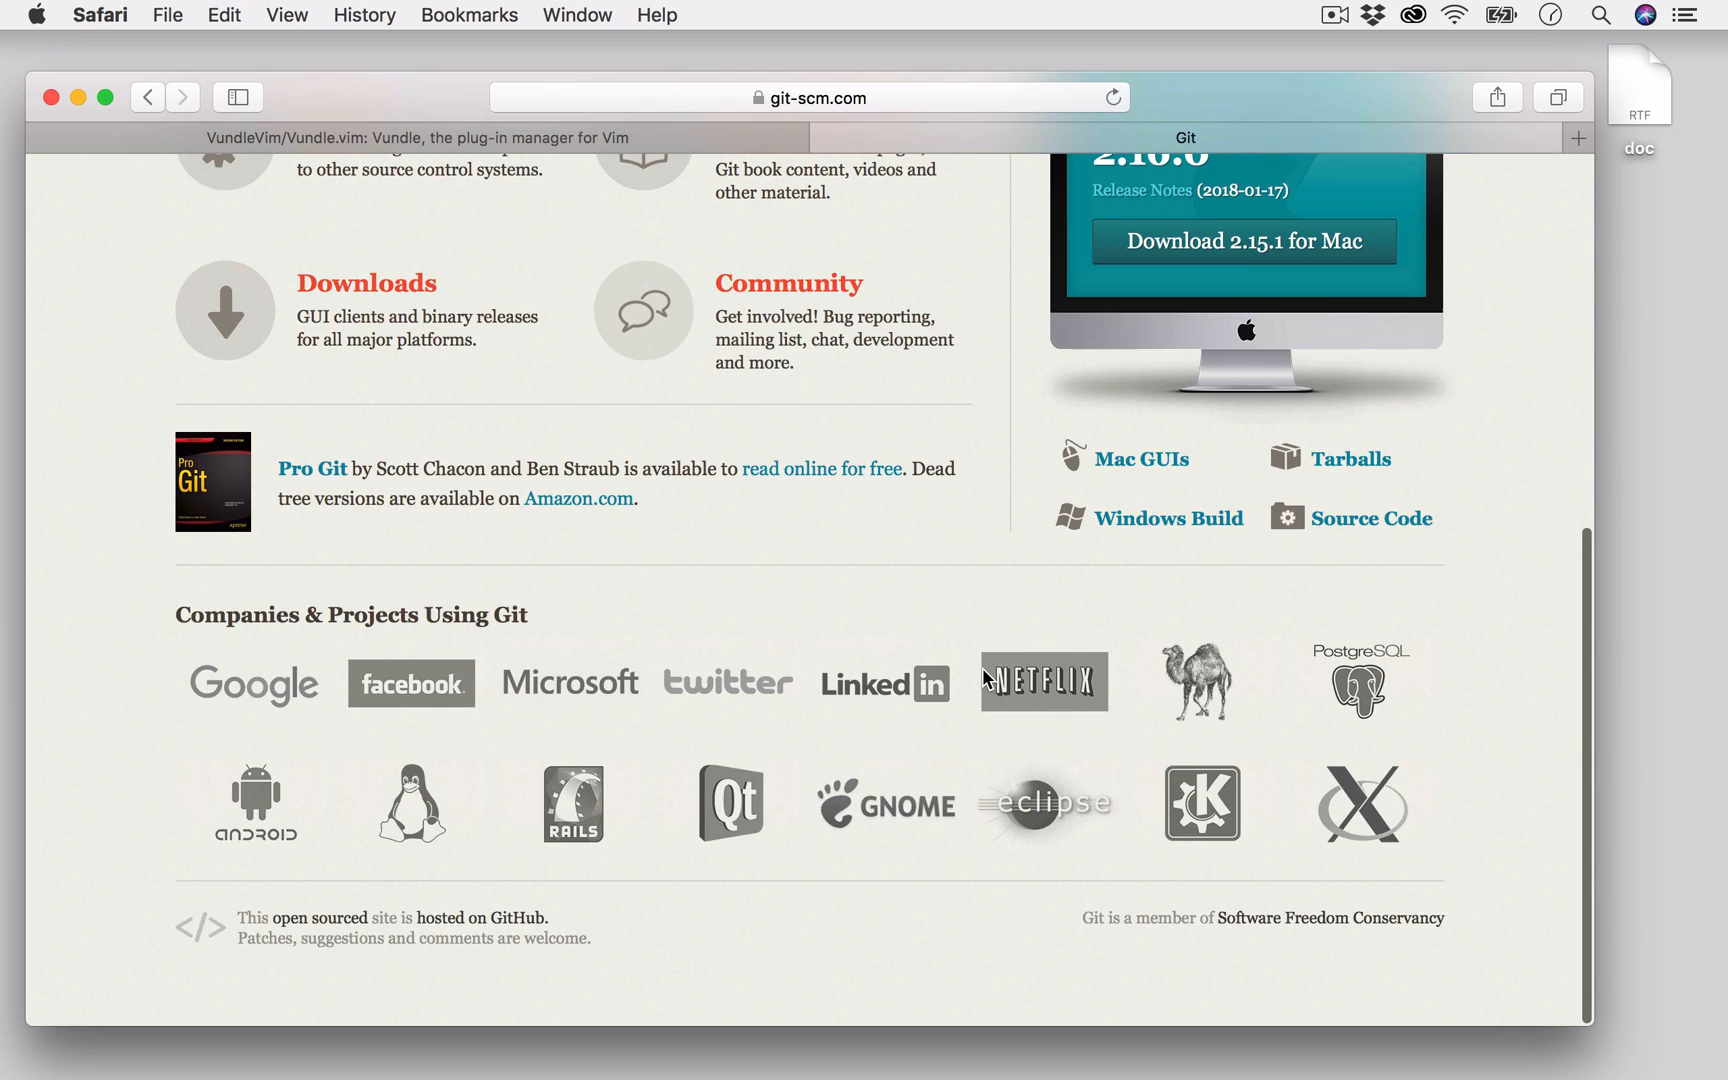 Safari File Edit View History Bookmarks Window Help
git-scm.com
VundleVim/Vundle.vim: Vundle, the plug-in manager for Vim
Git
RTF
doc
to other source control systems.
Git book content, videos and
other material.
Release Notes (2018-01-17)
Download 2.15.1 for Mac
Downloads
GUI clients and binary releases
for all major platforms.
Community
Get involved! Bug reporting,
mailing list, chat, development
and more.
Pro
Git
Pro Git by Scott Chacon and Ben Straub is available to read online for free. Dead
tree versions are available on Amazon.com.
Mac GUIs
Tarballs
Windows Build
Source Code
Companies & Projects Using Git
Google
facebook
Microsoft
twitter
Linked in
NETFLIX
PostgreSQL
ANDROID
RAILS
Qt
GNOME
eclipse
K
X
This open sourced site is hosted on GitHub.
Patches, suggestions and comments are welcome.
Git is a member of Software Freedom Conservancy